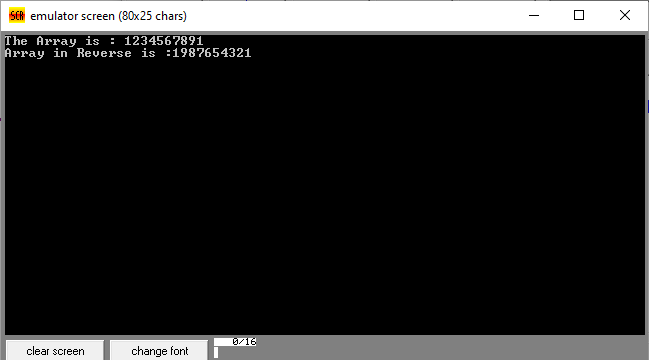 SCR emulator screen (80x25 chars)
The Array is : 1234567891
Array in Reverse is :1987654321
clear screen change font 0/16